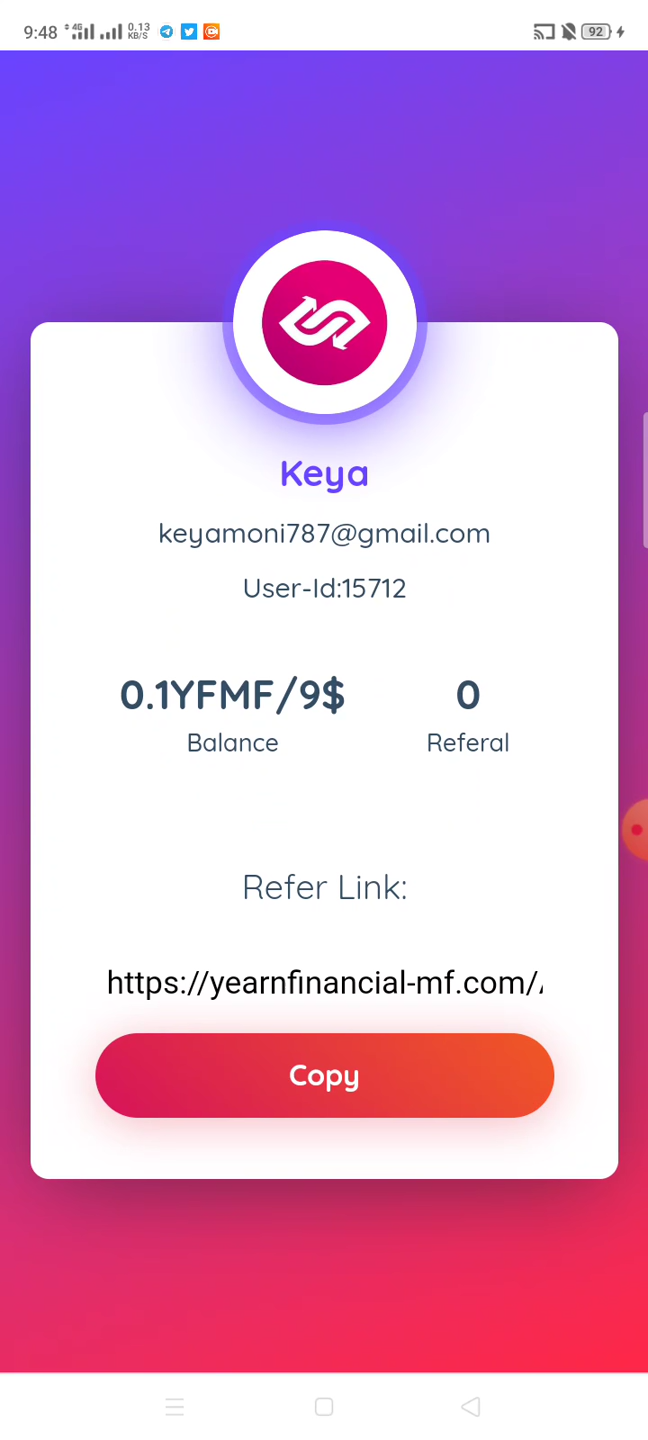 9:48 4G 0.13 KB/S 92
Keya
keyamoni787@gmail.com
User-Id:15712
0.1YFMF/9$ 0
Balance Referal
Refer Link:
https://yearnfinancial-mf.com/
Copy